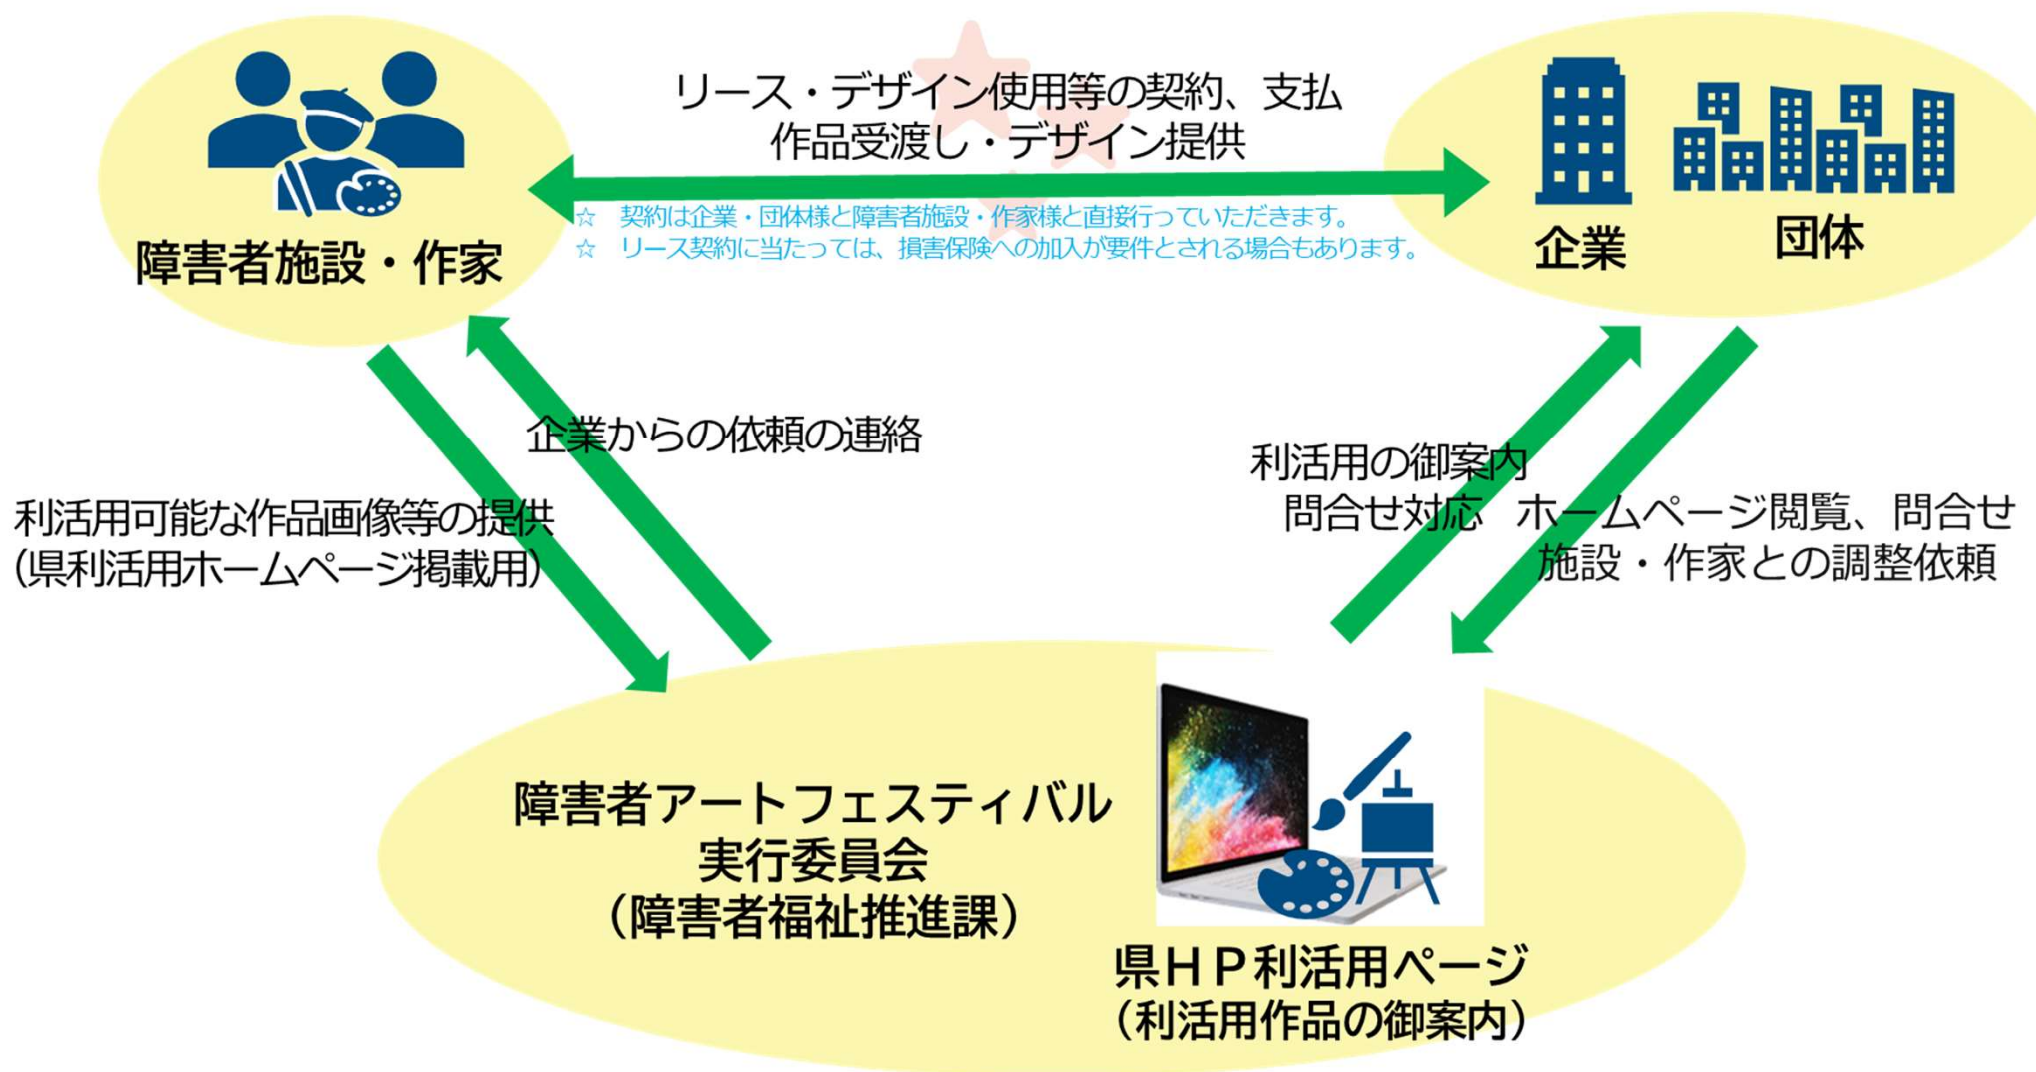 リース・デザイン使用等の契約、支払
作品受渡し・デザイン提供
☆　契約は企業・団体様と障害者施設・作家様と直接行っていただきます。
☆　リース契約に当たっては、損害保険への加入が要件とされる場合もあります。
障害者施設・作家
企業
団体
企業からの依頼の連絡
利活用可能な作品画像等の提供
（県利活用ホームページ掲載用）
利活用の御案内
問合せ対応
ホームページ閲覧、問合せ
施設・作家との調整依頼
障害者アートフェスティバル
実行委員会
（障害者福祉推進課）
県ＨＰ利活用ページ
（利活用作品の御案内）